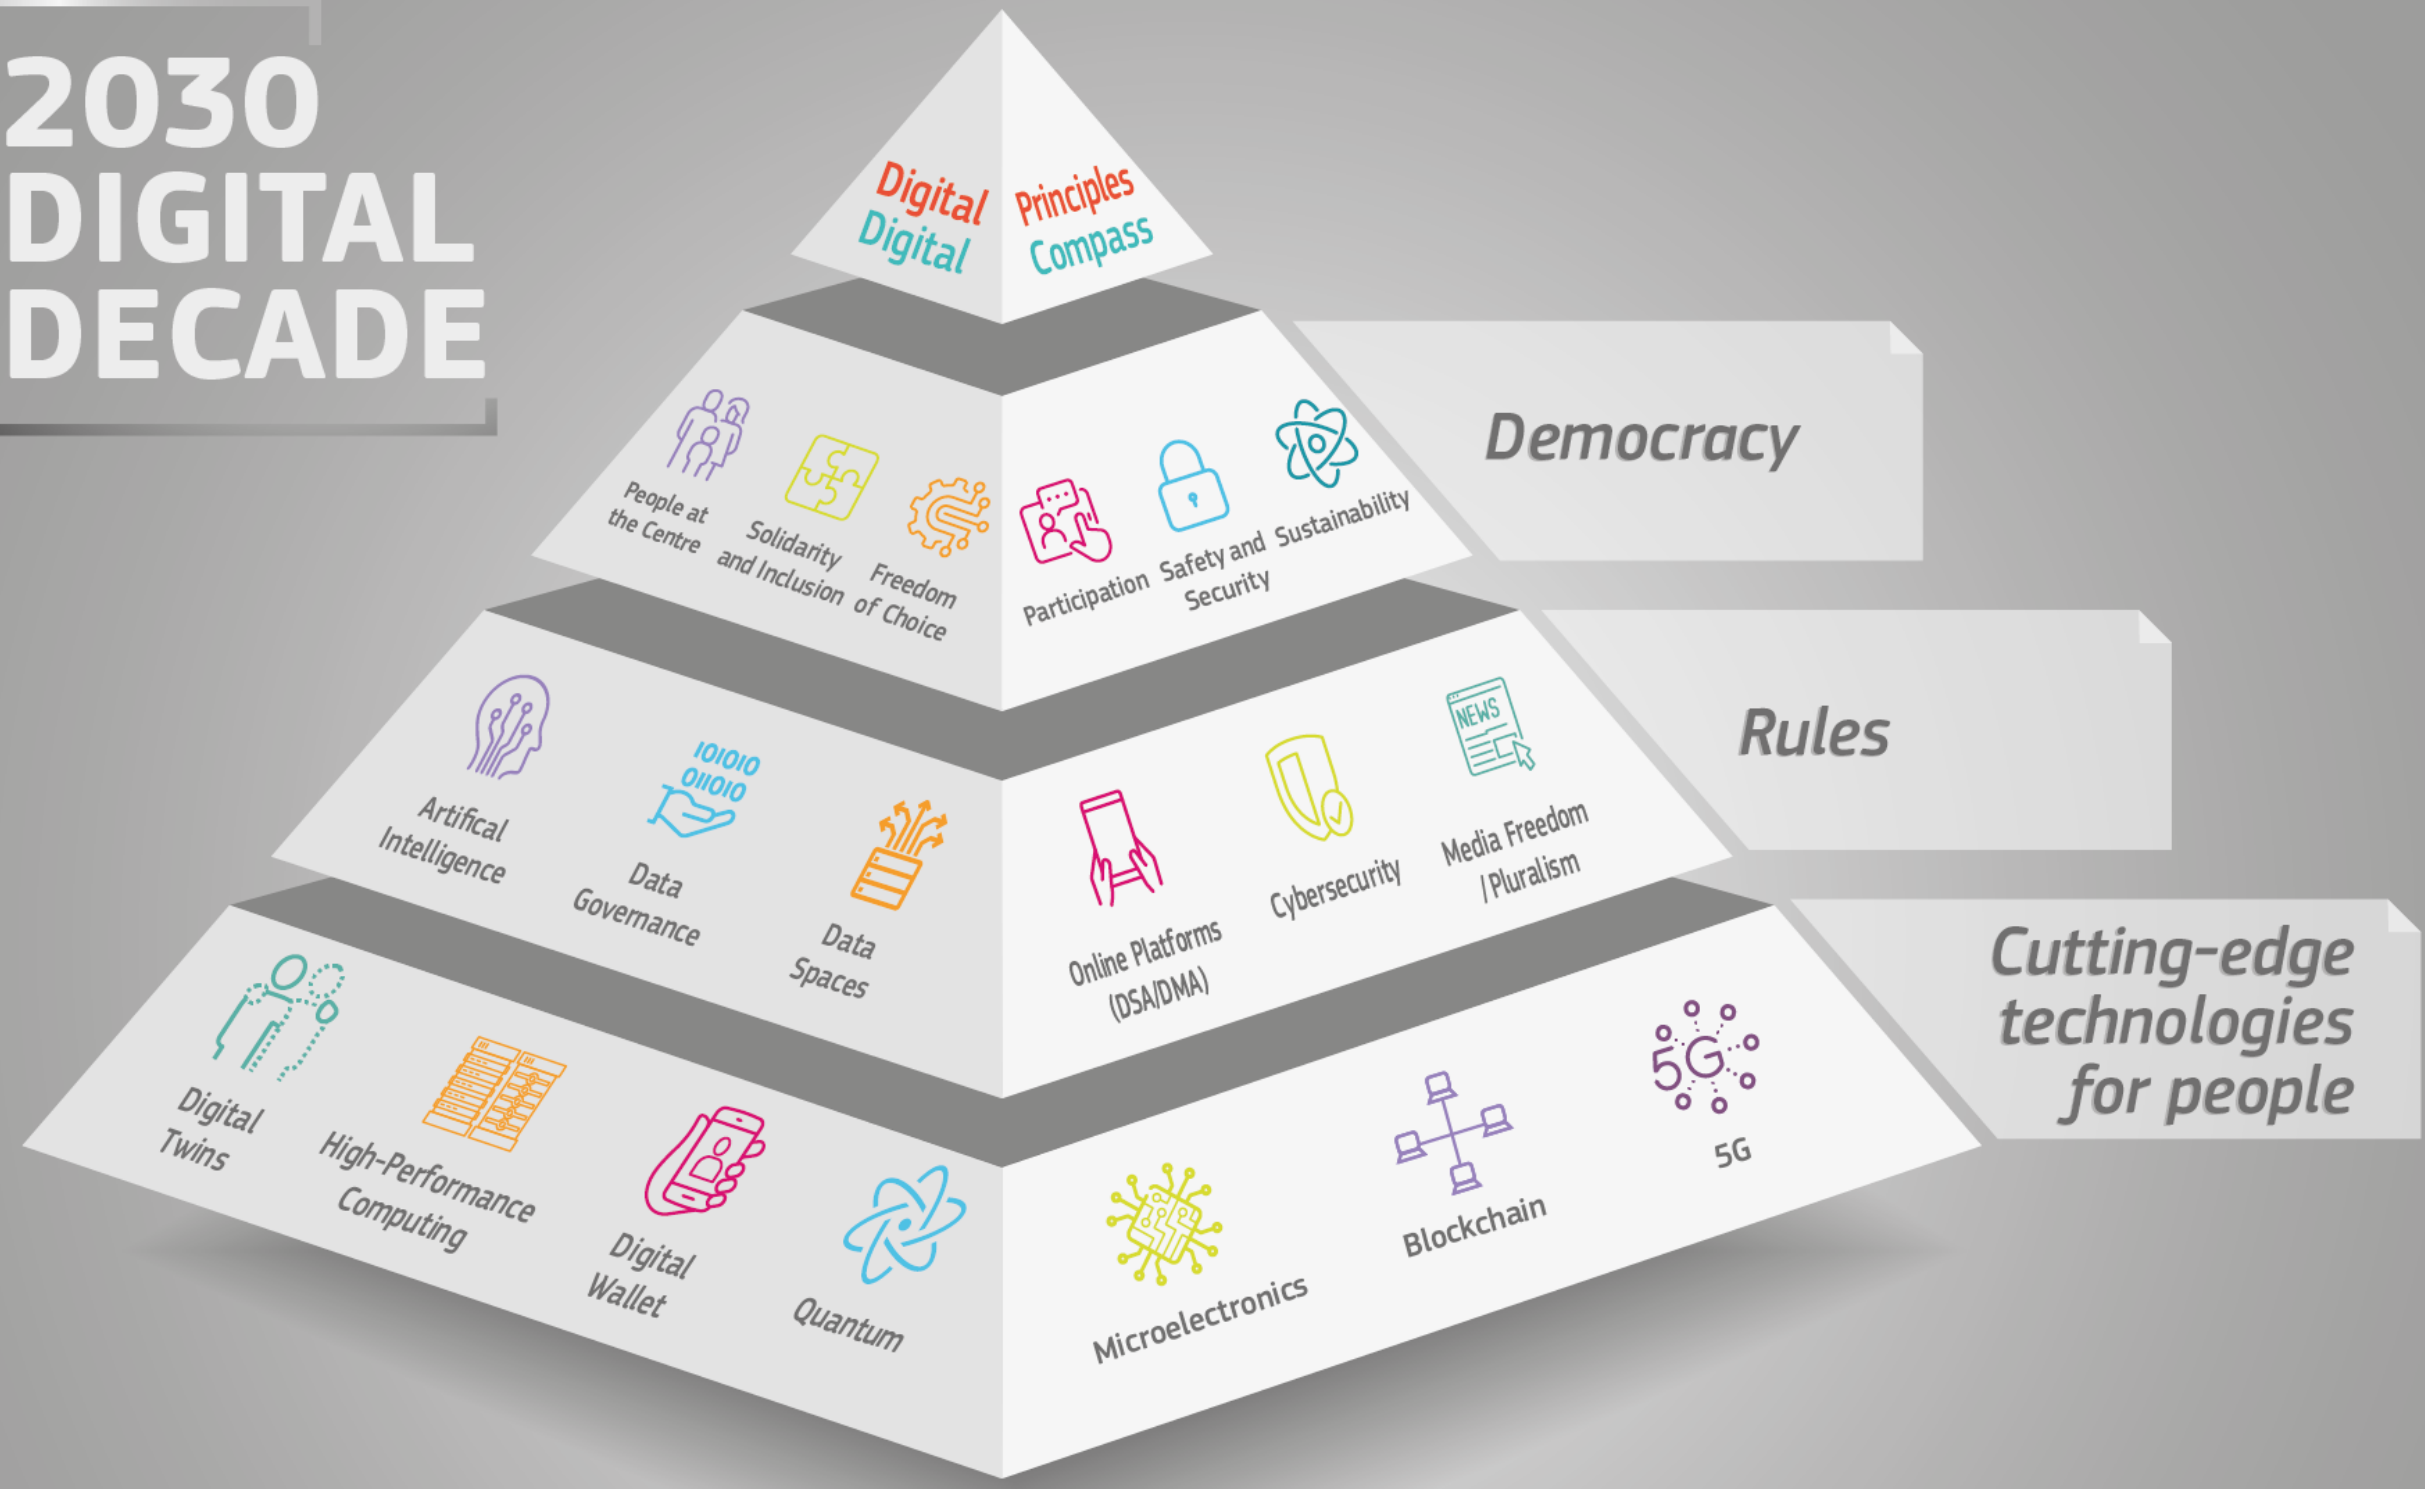 2030
DIGITAL
DECADE
Digital Principles
Digital Compass
Democracy
People at
the Centre
Solidarity
and Inclusion
Freedom
of Choice
Participation
Safety and
Security
Sustainability
Rules
Artifical
Intelligence
101010
011010
Data
Governance
Data
Spaces
Online Platforms
(DSA/DMA)
Cybersecurity
NEWS
Media Freedom
/Pluralism
Cutting-edge
technologies
for people
Digital
Twins
High-Performance
Computing
Digital
Wallet
Quantum
Microelectronics
Blockchain
5G
5G